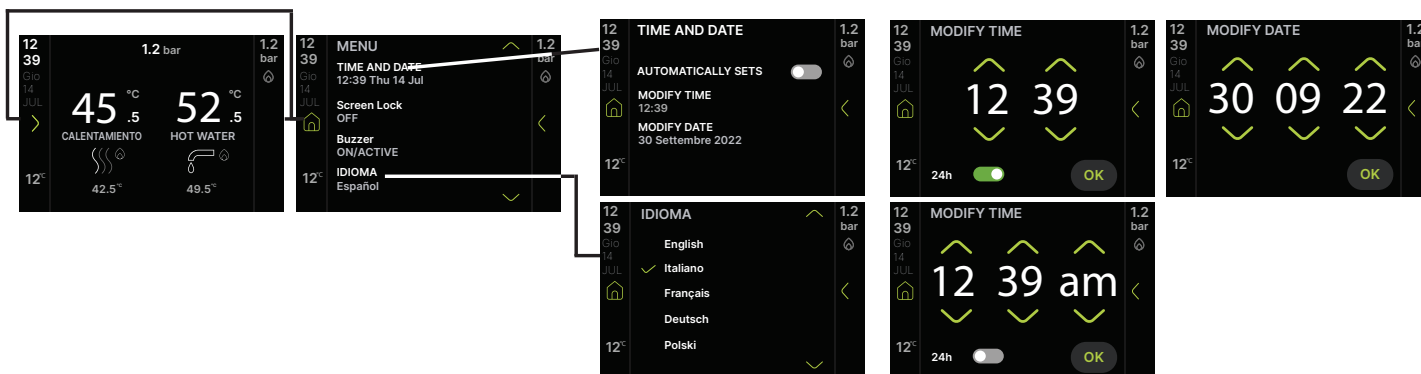 12
39
Gio
14
JUL
12°C
1.2 bar
45 °C .5
52 °C .5
CALENTAMIENTO
HOT WATER
42.5°C
49.5°C
1.2
bar
12
39
Gio
14
JUL
12°C
MENU
TIME AND DATE
12:39 Thu 14 Jul
Screen Lock
OFF
Buzzer
ON/ACTIVE
IDIOMA
Español
1.2
bar
12
39
Gio
14
JUL
12°C
TIME AND DATE
AUTOMATICALLY SETS
MODIFY TIME
12:39
MODIFY DATE
30 Settembre 2022
1.2
bar
12
39
Gio
14
JUL
12°C
MODIFY TIME
12 39
24h
OK
1.2
bar
12
39
Gio
14
JUL
12°C
MODIFY DATE
30 09 22
OK
1.2
bar
12
39
Gio
14
JUL
12°C
IDIOMA
English
Italiano
Français
Deutsch
Polski
1.2
bar
12
39
Gio
14
JUL
12°C
MODIFY TIME
12 39 am
24h
OK
1.2
bar